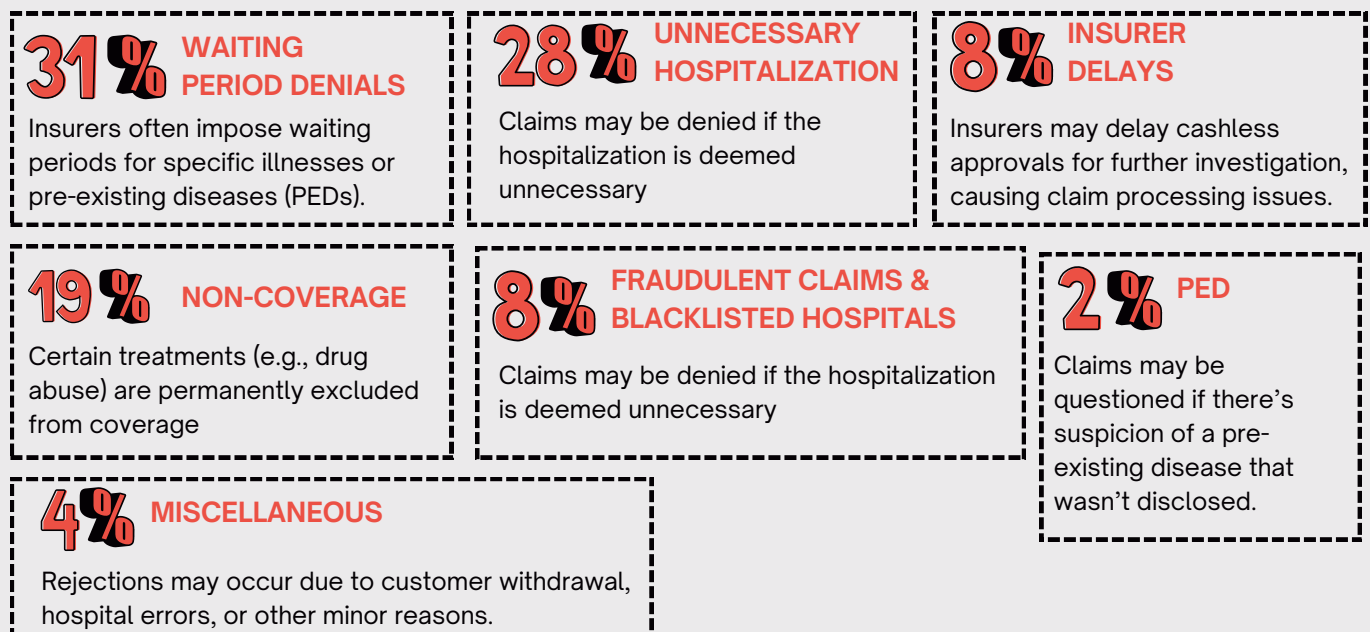 31% WAITING
PERIOD DENIALS
Insurers often impose waiting
periods for specific illnesses or
pre-existing diseases (PEDs).
28% UNNECESSARY
HOSPITALIZATION
Claims may be denied if the
hospitalization is deemed
unnecessary
8% INSURER
DELAYS
Insurers may delay cashless
approvals for further investigation,
causing claim processing issues.
19% NON-COVERAGE
Certain treatments (e.g., drug
abuse) are permanently excluded
from coverage
8% FRAUDULENT CLAIMS &
BLACKLISTED HOSPITALS
Claims may be denied if the hospitalization
is deemed unnecessary
2% PED
Claims may be
questioned if there’s
suspicion of a pre-
existing disease that
wasn’t disclosed.
4% MISCELLANEOUS
Rejections may occur due to customer withdrawal,
hospital errors, or other minor reasons.